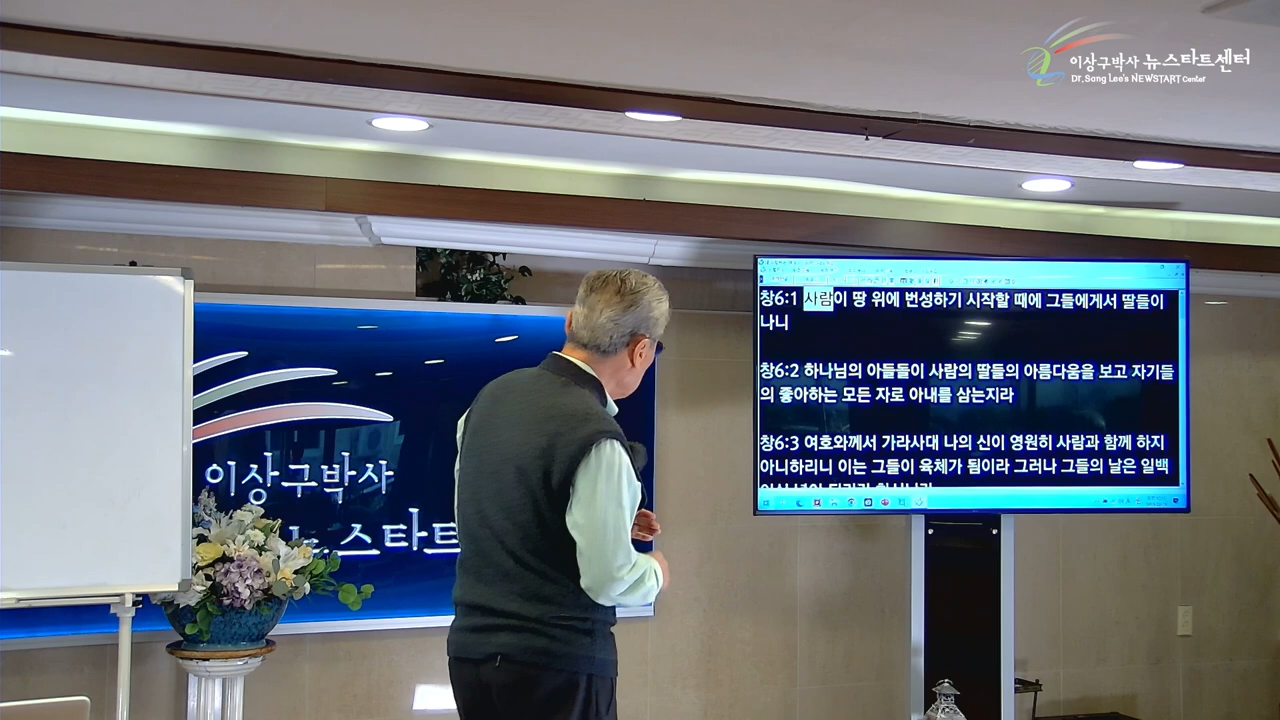 이상구박사 뉴스타트센터
Dr. Sang Lee's NEWSTART Center
창6:1 사람이 땅 위에 번성하기 시작할 때에 그들에게서 딸들이
나니
창6:2 하나님의 아들들이 사람의 딸들의 아름다움을 보고 자기들
의 좋아하는 모든 자로 아내를 삼는지라
창6:3 여호와께서 가라사대 나의 신이 영원히 사람과 함께 하지
아니하리니 이는 그들이 육체가 됨이라 그러나 그들의 날은 일백
이상구박사
뉴스타트